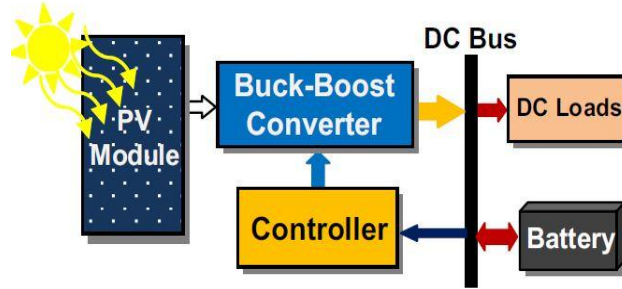 DC Bus
PV
Module
Buck-Boost
Converter
DC Loads
Controller
Battery